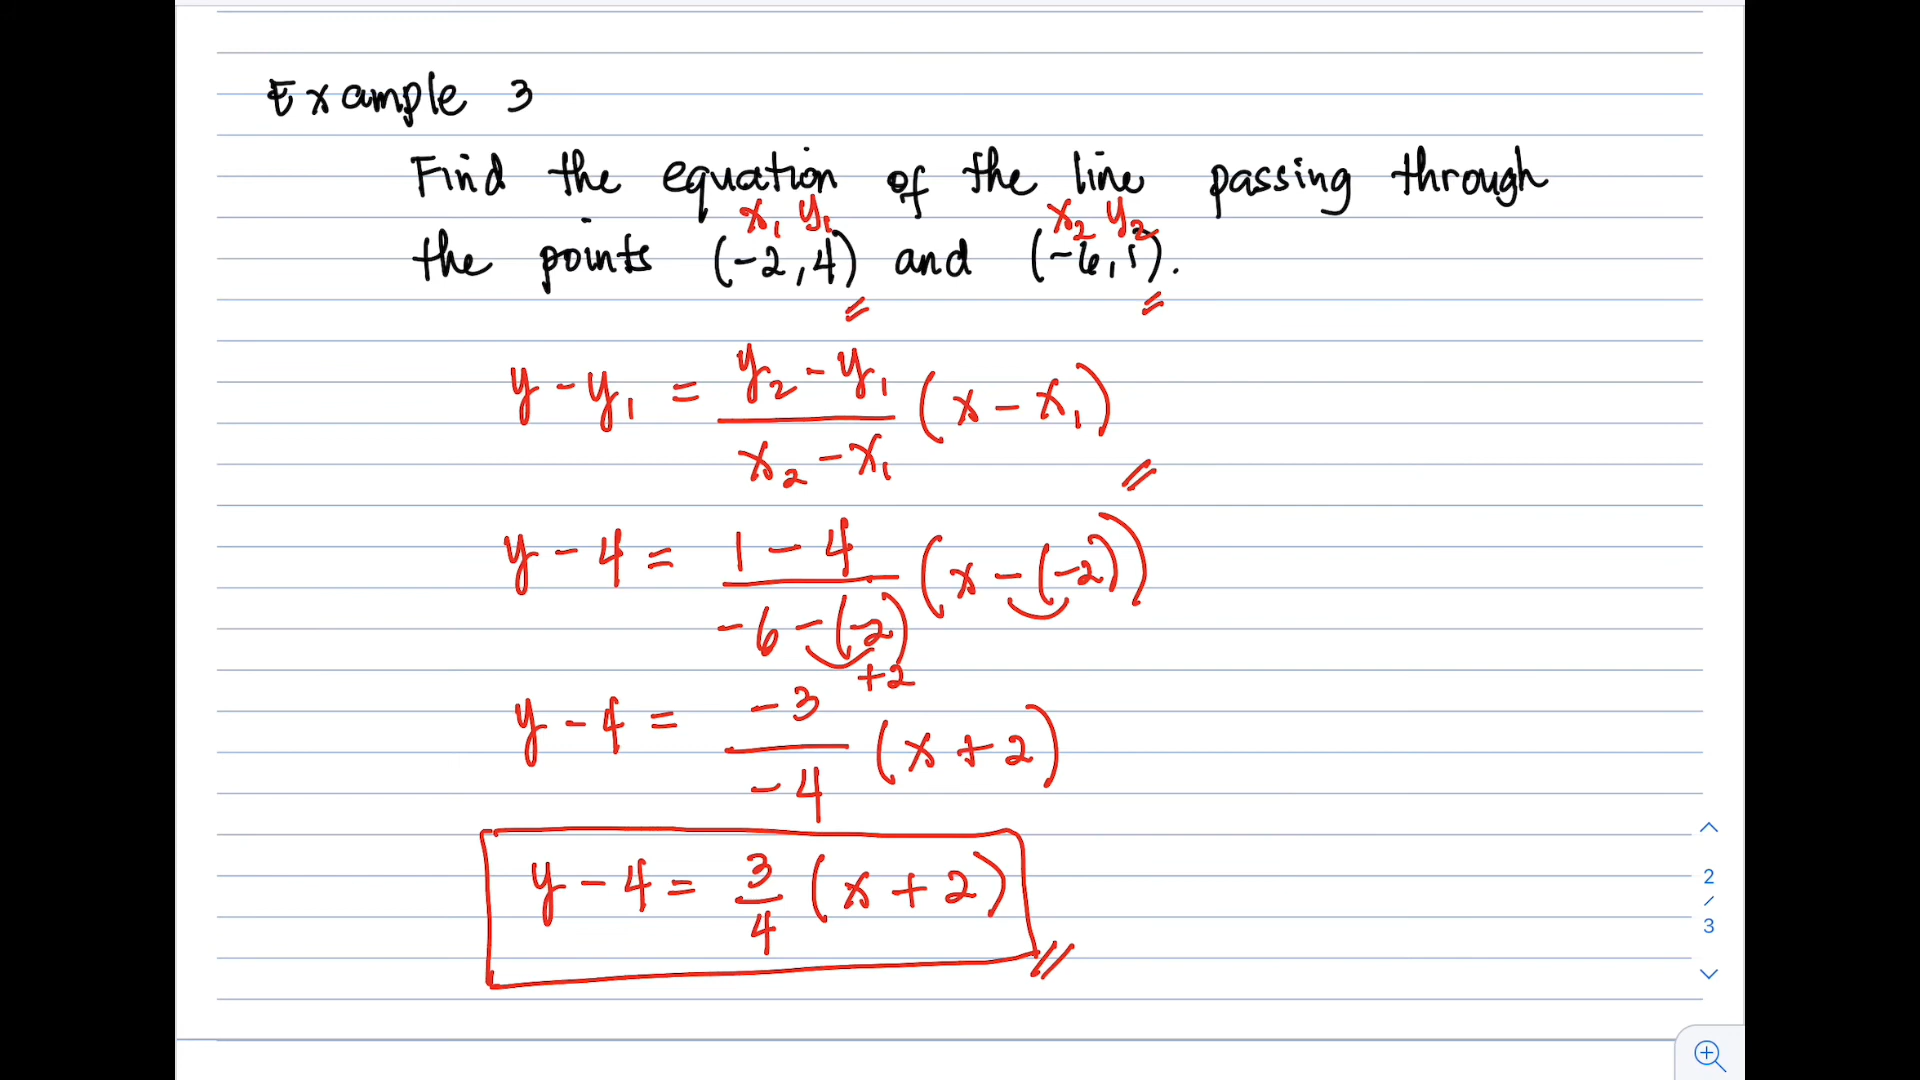 Example 3
Find the equation of the line passing through
x₁ y₁ x₂ y₂
the points (-2,4) and (-6,1).
y - y₁ = (y₂ - y₁)/(x₂ - x₁) (x - x₁)
y - 4 = (1 - 4)/(-6 - (-2)) (x - (-2))
+2
y - 4 = -3/-4 (x + 2)
y - 4 = 3/4 (x + 2)
2
/
3